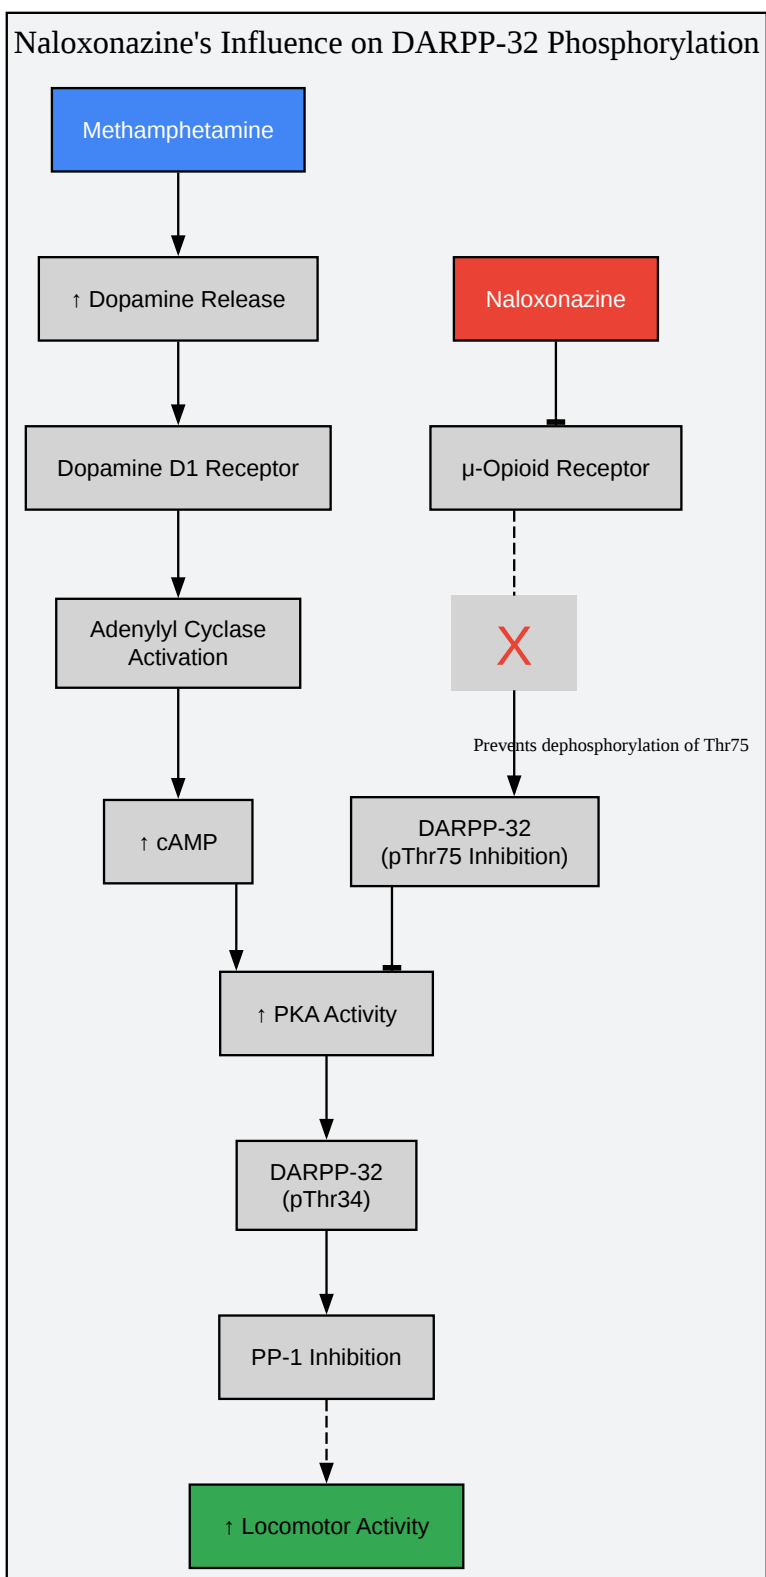 Naloxonazine's Influence on DARPP-32 Phosphorylation
Methamphetamine
↑ Dopamine Release
Naloxonazine
Dopamine D1 Receptor
μ-Opioid Receptor
Adenylyl Cyclase
Activation
X
Prevents dephosphorylation of Thr75
↑ cAMP
DARPP-32
(pThr75 Inhibition)
↑ PKA Activity
DARPP-32
(pThr34)
PP-1 Inhibition
↑ Locomotor Activity